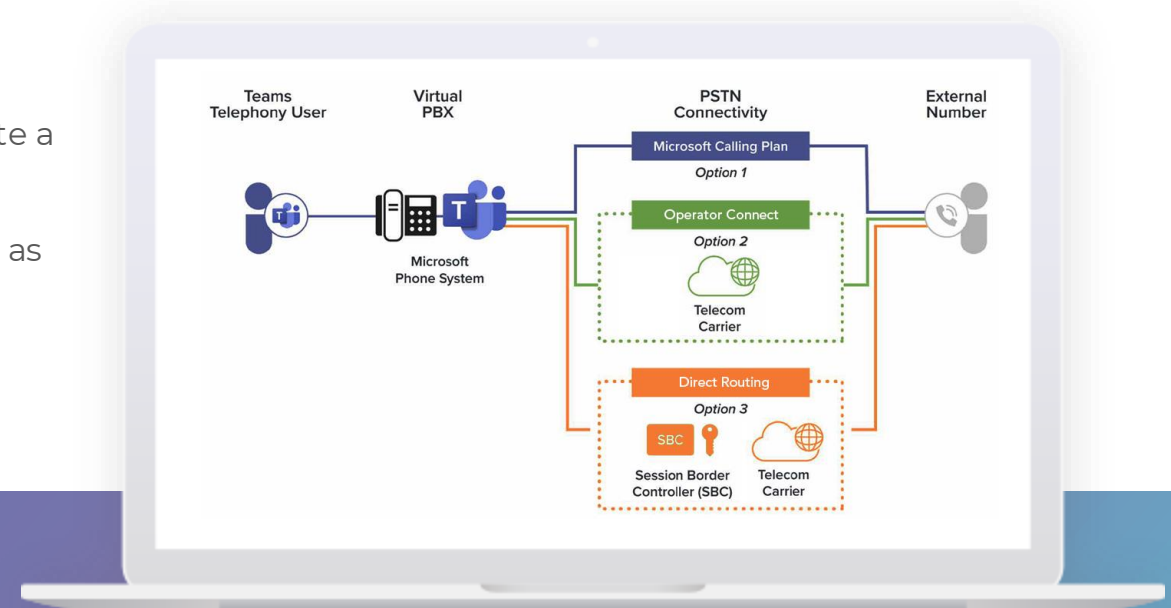 te a
as
Teams
Telephony User
Virtual
PBX
PSTN
Connectivity
External
Number
Microsoft Calling Plan
Option 1
Operator Connect
Option 2
Telecom
Carrier
T
T
Microsoft
Phone System
Direct Routing
Option 3
SBC
Session Border
Controller (SBC)
Telecom
Carrier